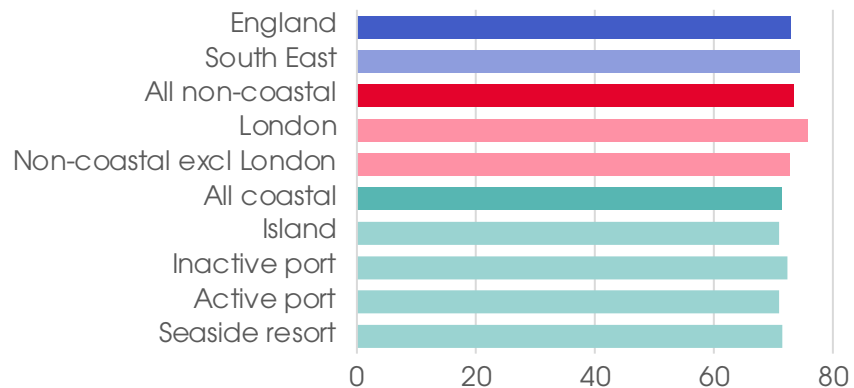 England
South East
All non-coastal
London
Non-coastal excl London
All coastal
Island
Inactive port
Active port
Seaside resort
0 20 40 60 80